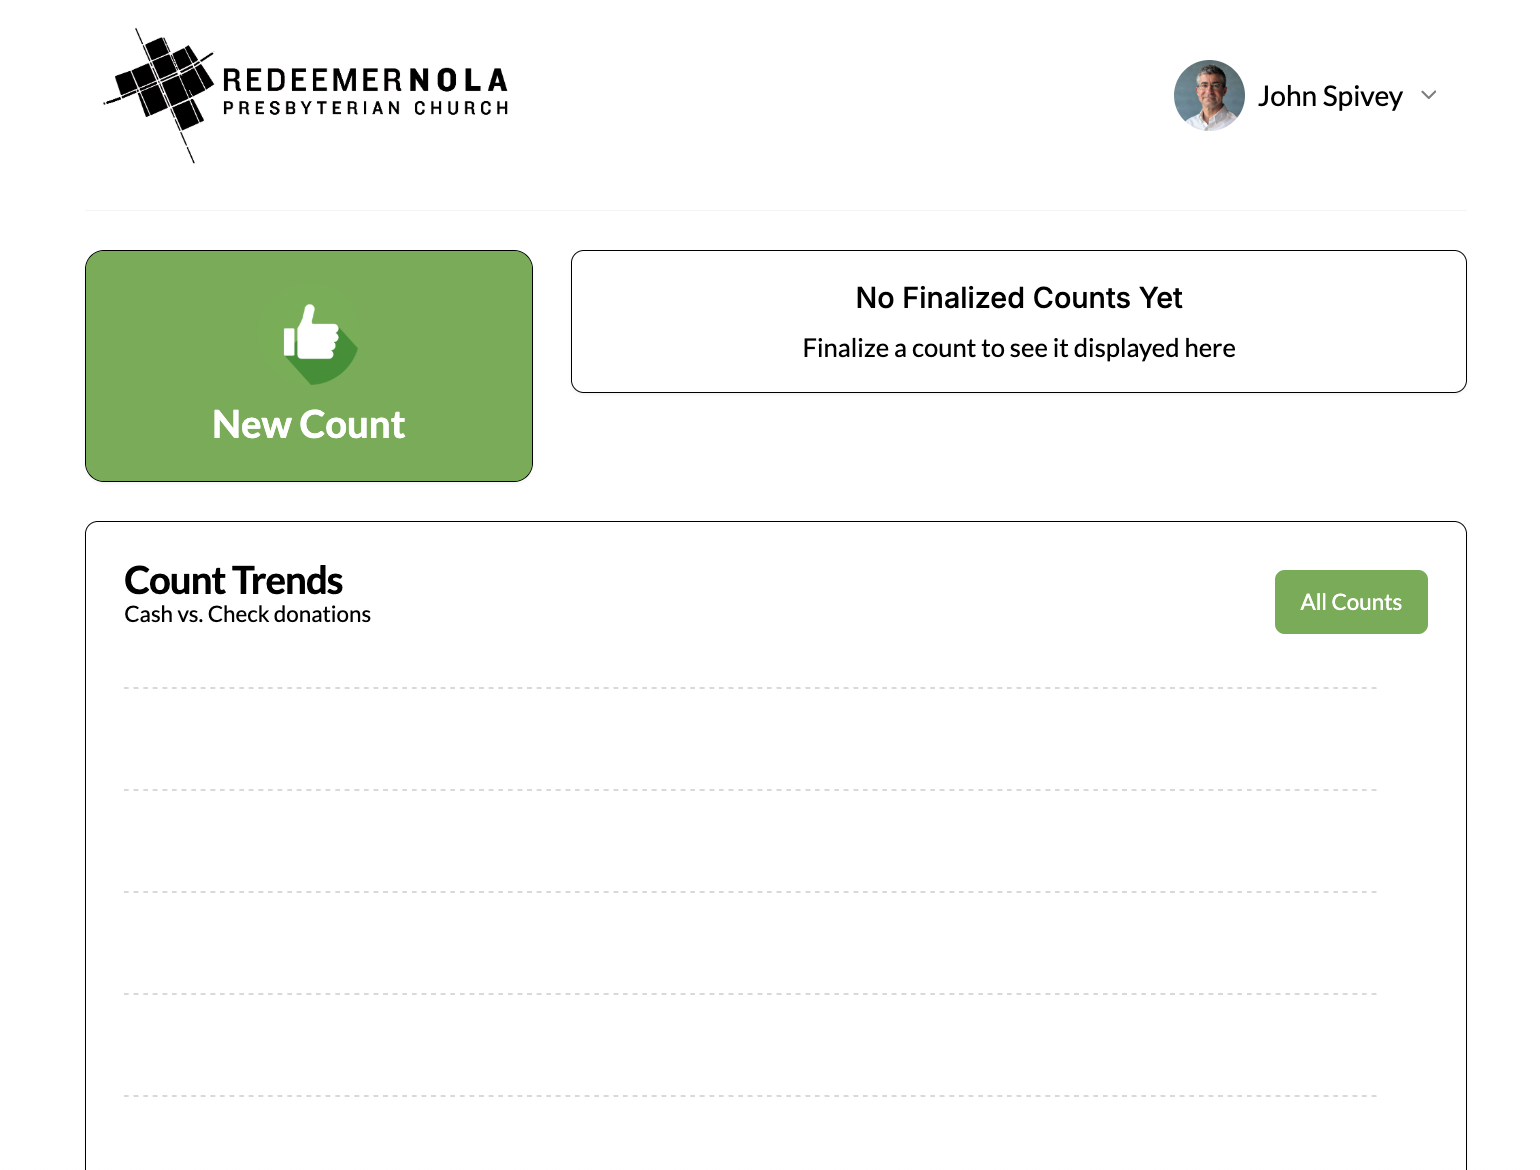 REDEEMERNOLA
PRESBYTERIAN CHURCH
John Spivey
New Count
No Finalized Counts Yet
Finalize a count to see it displayed here
Count Trends
Cash vs. Check donations
All Counts